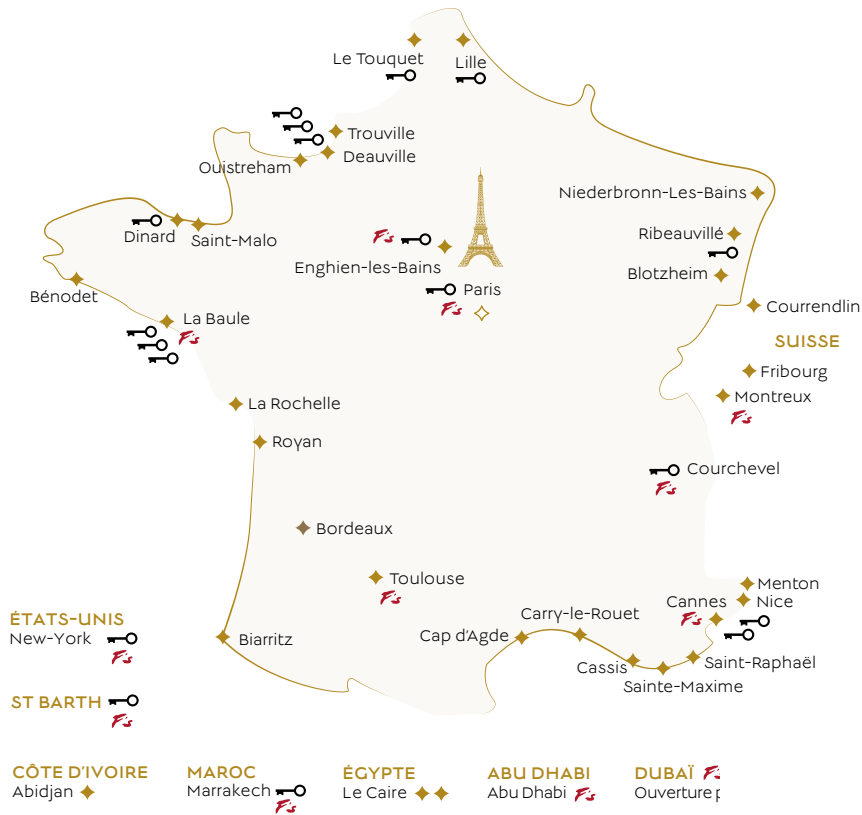 Le Touquet
Lille
Trouville
Deauville
Ouistreham
Niederbronn-Les-Bains
Dinard
Saint-Malo
Ribeauvillé
F's
Enghien-les-Bains
Blotzheim
Bénodet
Paris
F's
Courrendlin
La Baule
F's
SUISSE
Fribourg
Montreux
F's
La Rochelle
Royan
Courchevel
F's
Bordeaux
Toulouse
F's
Menton
Nice
Cannes
F's
ÉTATS-UNIS
New-York
F's
Biarritz
Cap d'Agde
Carry-le-Rouet
Cassis
Saint-Raphaël
Sainte-Maxime
ST BARTH
F's
CÔTE D'IVOIRE
Abidjan
MAROC
Marrakech
F's
ÉGYPTE
Le Caire
ABU DHABI
Abu Dhabi F's
DUBAÏ
Ouverture